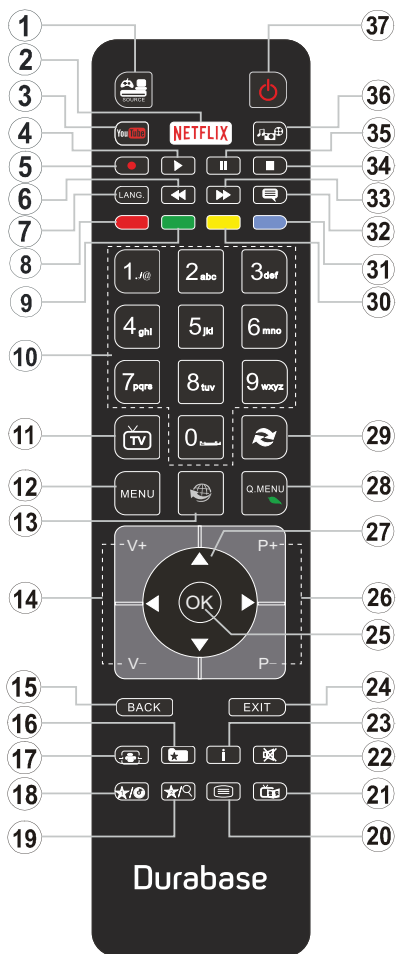 1
37
SOURCE
2
3
36
YouTube
NETFLIX
4
35
5
34
6
33
LANG.
7
32
8
31
9
30
1.,/@
2abc
3def
4ghi
5jkl
6mno
10
7pqrs
8tuv
9wxyz
0
11
TV
29
12
MENU
Q.MENU
28
13
27
V+
P+
14
OK
26
25
V−
P−
15
24
BACK
EXIT
16
23
i
17
22
18
21
19
20
Durabase